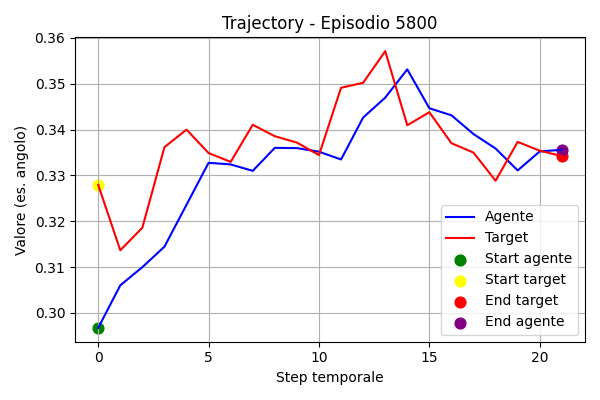 Trajectory - Episodio 5800
0.36
0.35
0.34
0.33
0.32
0.31
0.30
Valore (es. angolo)
0
5
10
15
20
Step temporale
Agente
Target
Start agente
Start target
End target
End agente